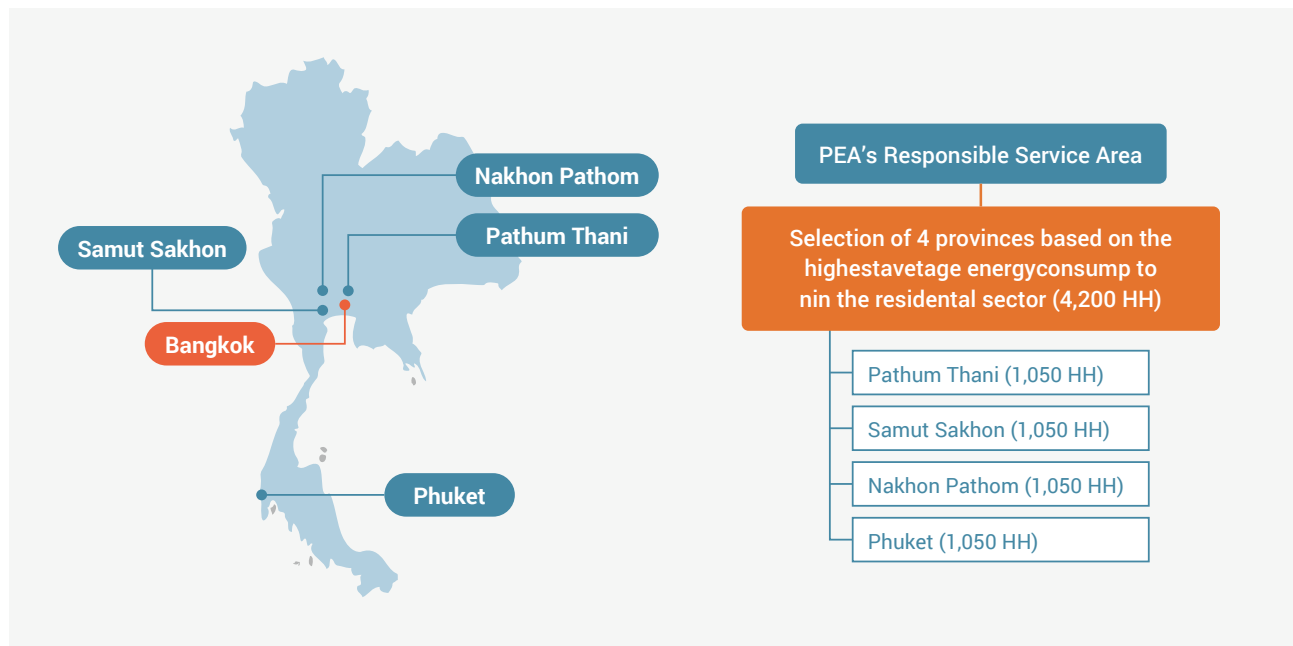 Nakhon Pathom
Pathum Thani
Samut Sakhon
Bangkok
Phuket
PEA's Responsible Service Area
Selection of 4 provinces based on the
highestavetage energyconsump to
nin the residental sector (4,200 HH)
Pathum Thani (1,050 HH)
Samut Sakhon (1,050 HH)
Nakhon Pathom (1,050 HH)
Phuket (1,050 HH)